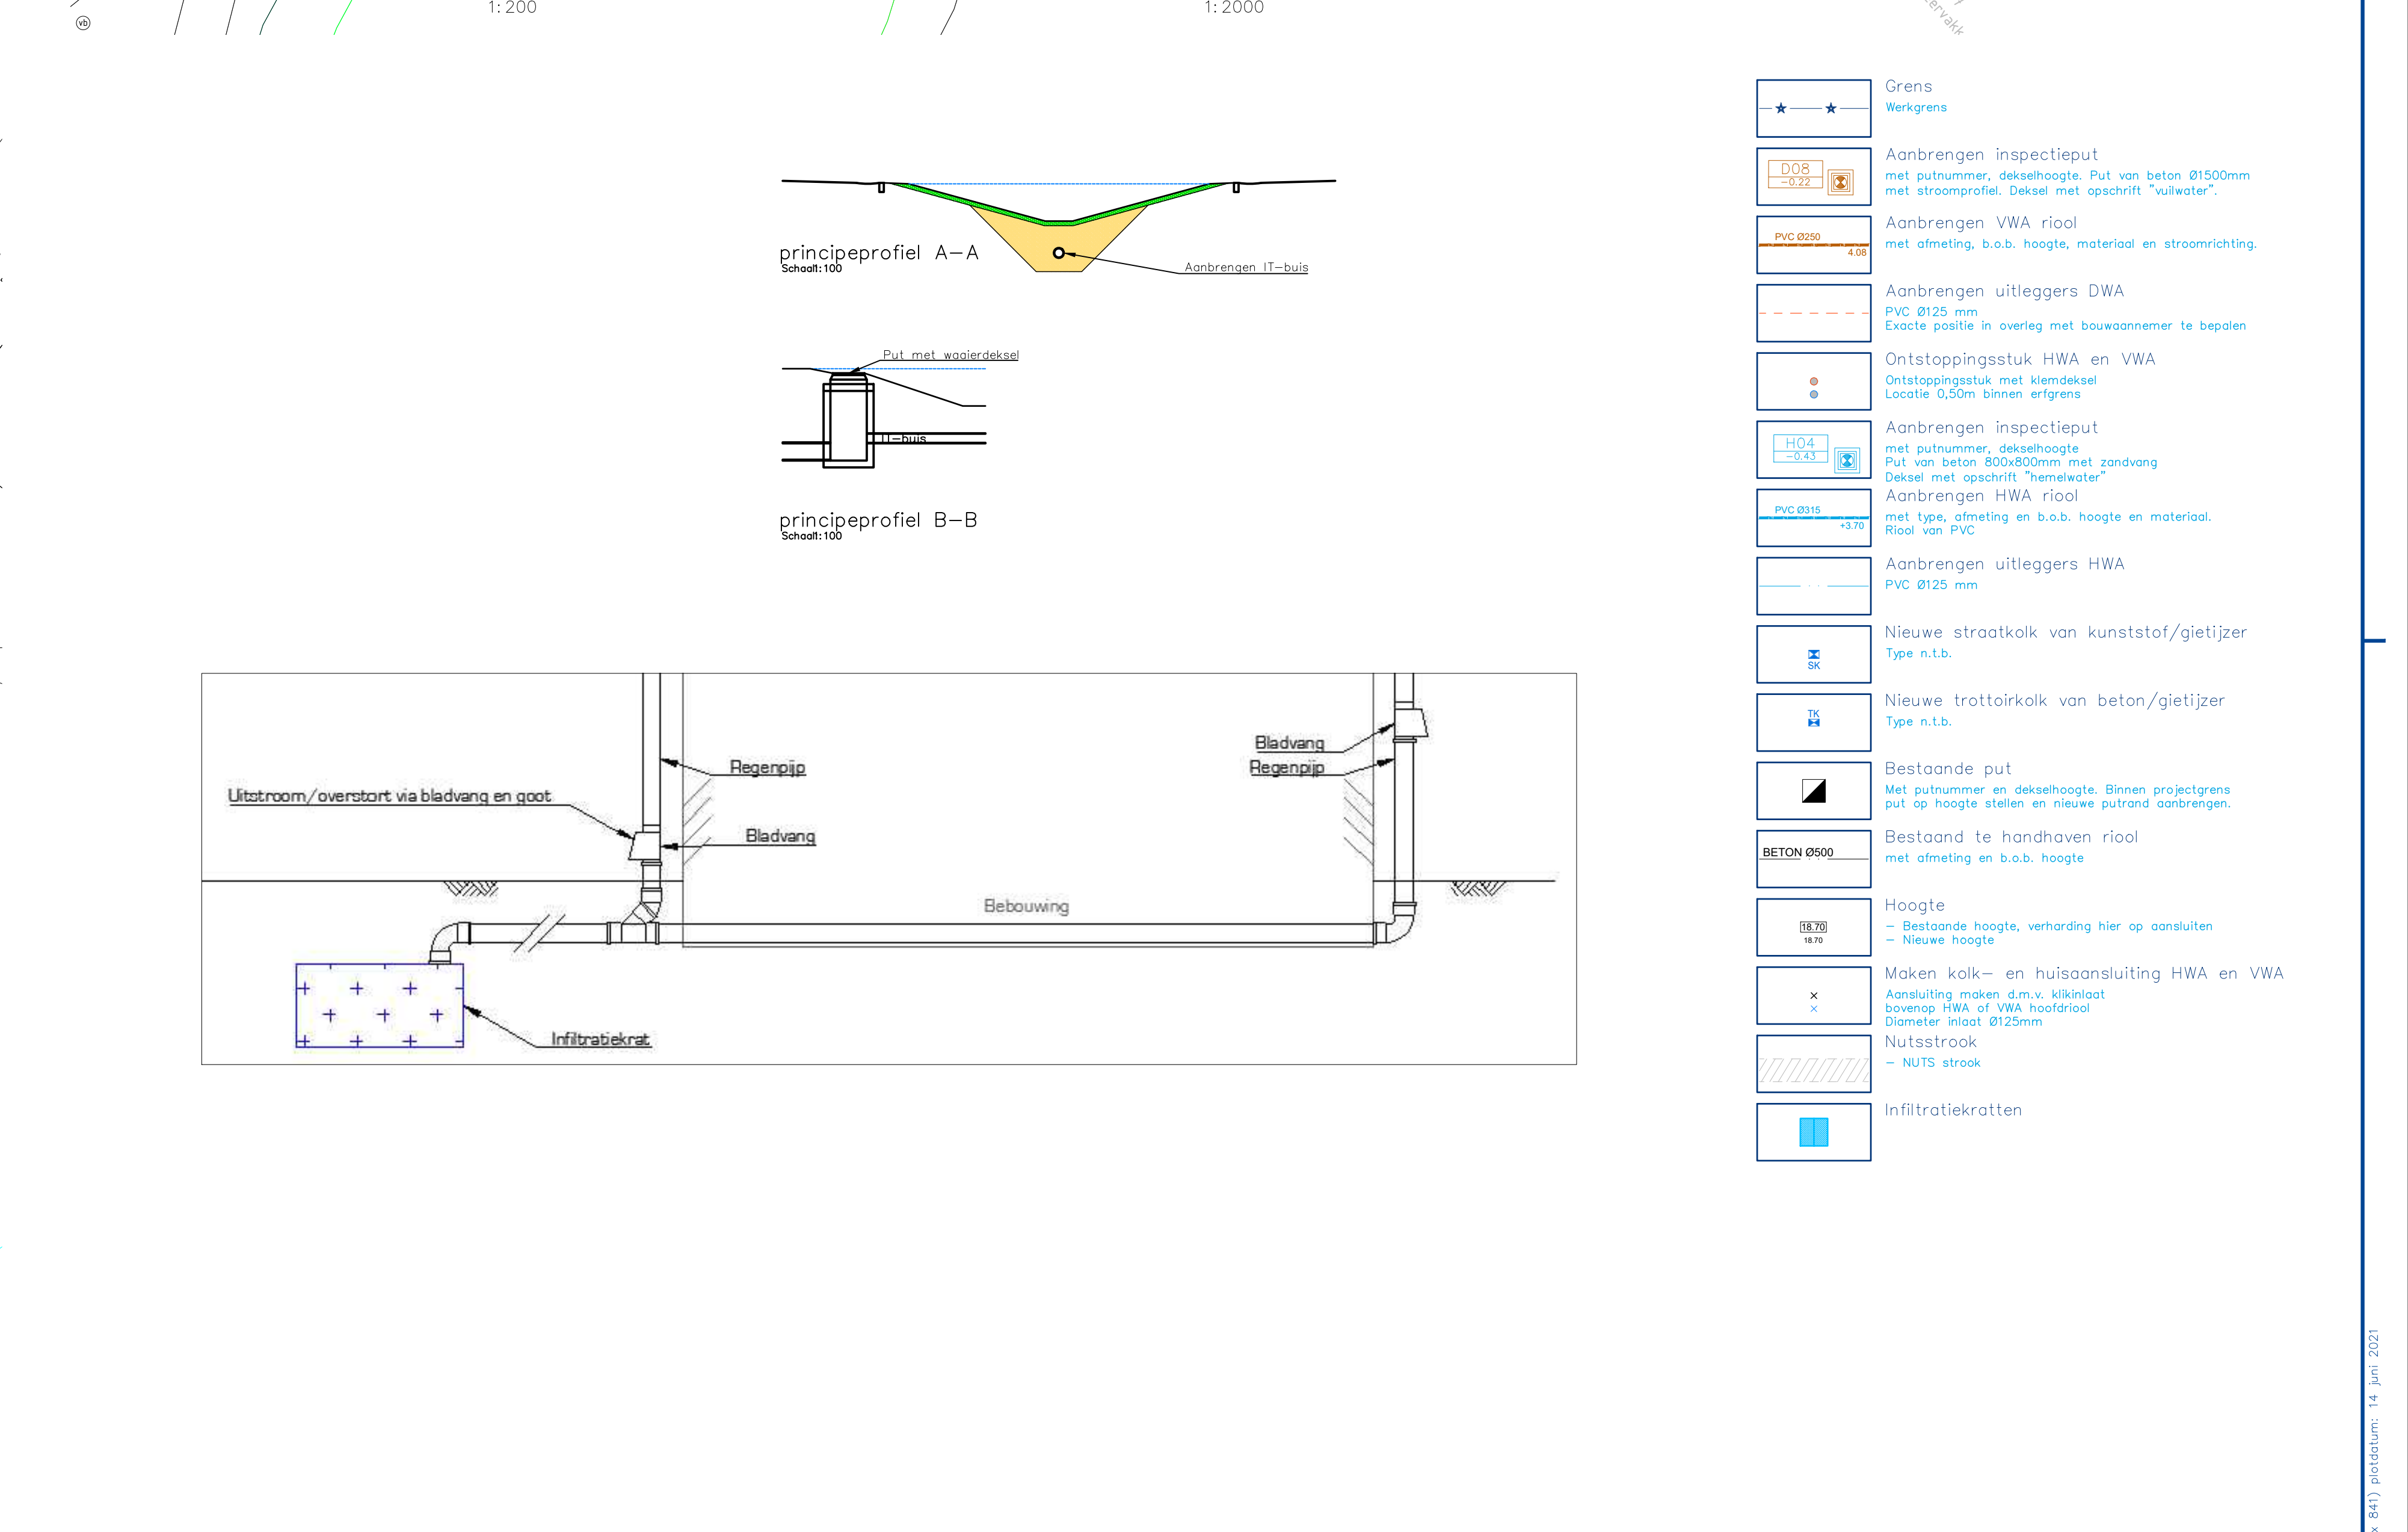 1:200
1:2000
vb
principeprofiel A-A
Schaal1:100
Aanbrengen IT-buis
Put met waaierdeksel
IT-buis
principeprofiel B-B
Schaal1:100
Bladvang
Regenpijp
Regenpijp
Uitstroom/overstort via bladvang en goot
Bladvang
Bebouwing
Infiltratiekrat
Grens
Werkgrens
D08
-0.22
Aanbrengen inspectieput
met putnummer, dekselhoogte. Put van beton Ø1500mm
met stroomprofiel. Deksel met opschrift "vuilwater".
PVC Ø250
4.08
Aanbrengen VWA riool
met afmeting, b.o.b. hoogte, materiaal en stroomrichting.
Aanbrengen uitleggers DWA
PVC Ø125 mm
Exacte positie in overleg met bouwaannemer te bepalen
Ontstoppingsstuk HWA en VWA
Ontstoppingsstuk met klemdeksel
Locatie 0,50m binnen erfgrens
H04
-0.43
Aanbrengen inspectieput
met putnummer, dekselhoogte
Put van beton 800x800mm met zandvang
Deksel met opschrift "hemelwater"
PVC Ø315
+3.70
Aanbrengen HWA riool
met type, afmeting en b.o.b. hoogte en materiaal.
Riool van PVC
Aanbrengen uitleggers HWA
PVC Ø125 mm
SK
Nieuwe straatkolk van kunststof/gietijzer
Type n.t.b.
TK
Nieuwe trottoirkolk van beton/gietijzer
Type n.t.b.
Bestaande put
Met putnummer en dekselhoogte. Binnen projectgrens
put op hoogte stellen en nieuwe putrand aanbrengen.
BETON Ø500
Bestaand te handhaven riool
met afmeting en b.o.b. hoogte
18.70
18.70
Hoogte
- Bestaande hoogte, verharding hier op aansluiten
- Nieuwe hoogte
Maken kolk- en huisaansluiting HWA en VWA
Aansluiting maken d.m.v. klikinlaat
bovenop HWA of VWA hoofdriool
Diameter inlaat Ø125mm
Nutsstrook
- NUTS strook
Infiltratiekratten
x 841) plotdatum: 14 juni 2021